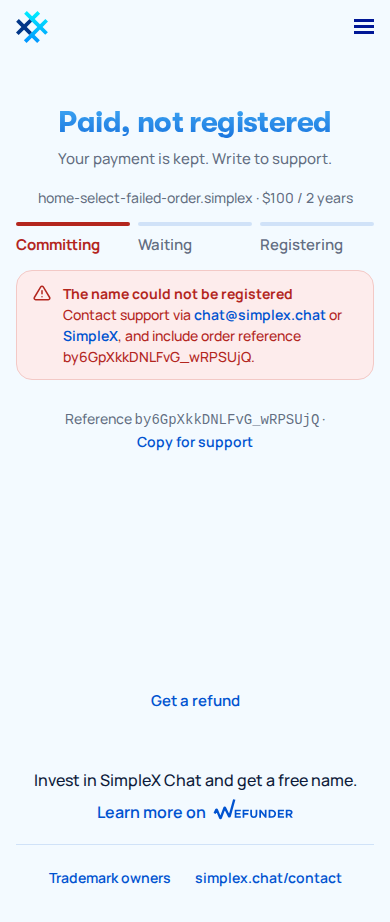 Paid, not registered
Your payment is kept. Write to support.
home-select-failed-order.simplex · $100 / 2 years
Committing
Waiting
Registering
The name could not be registered
Contact support via chat@simplex.chat or
SimpleX, and include order reference
by6GpXkkDNLFvG_wRPSUjQ.
Reference by6GpXkkDNLFvG_wRPSUjQ ·
Copy for support
Get a refund
Invest in SimpleX Chat and get a free name.
Learn more on WEFUNDER
Trademark owners
simplex.chat/contact